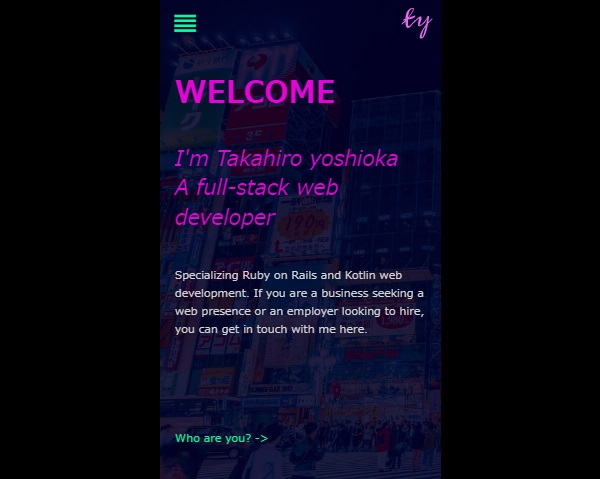 ty
WELCOME
I'm Takahiro yoshioka
A full-stack web
developer
Specializing Ruby on Rails and Kotlin web
development. If you are a business seeking a
web presence or an employer looking to hire,
you can get in touch with me here.
Who are you? ->